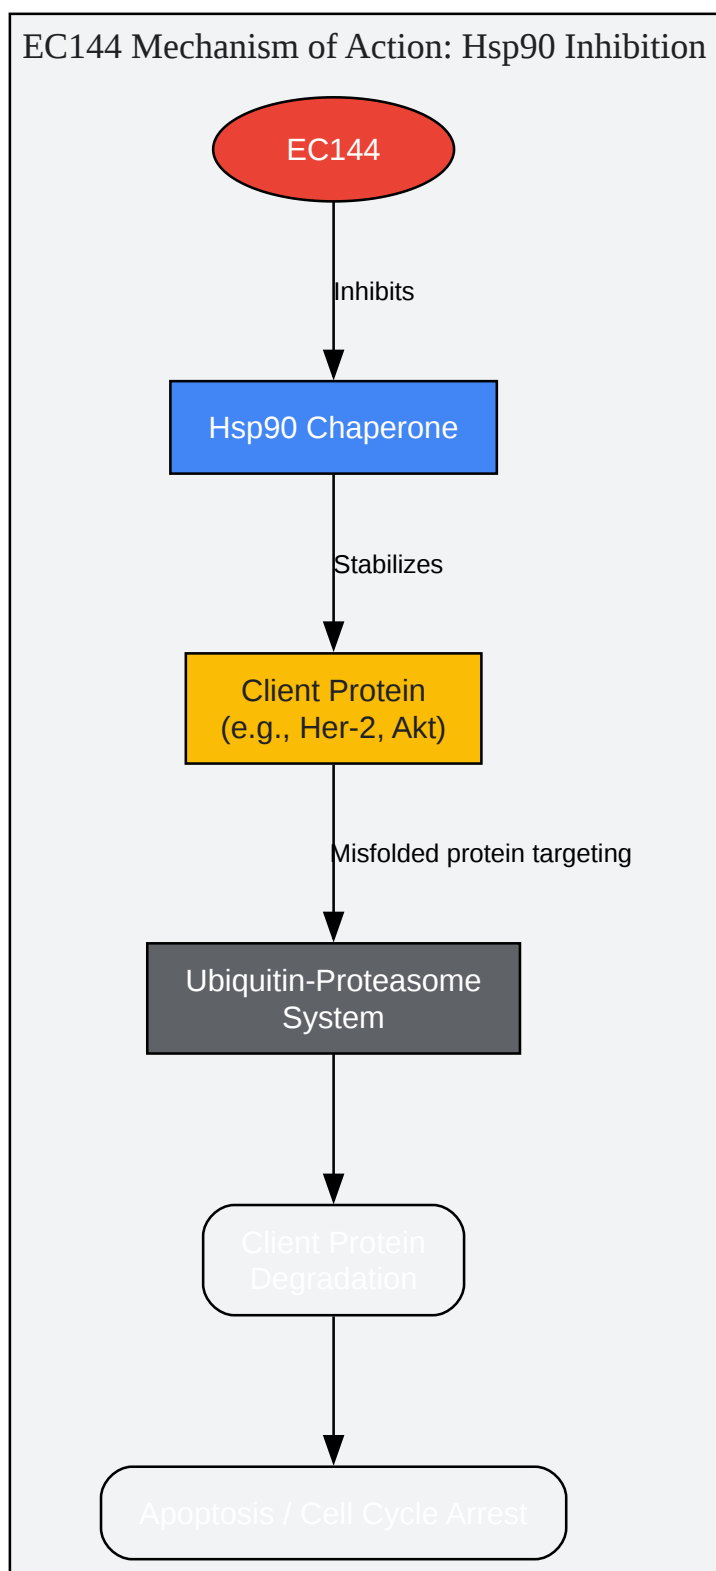 EC144 Mechanism of Action: Hsp90 Inhibition
EC144
Inhibits
Hsp90 Chaperone
Stabilizes
Client Protein
(e.g., Her-2, Akt)
Misfolded protein targeting
Ubiquitin-Proteasome
System
Client Protein
Degradation
Apoptosis / Cell Cycle Arrest